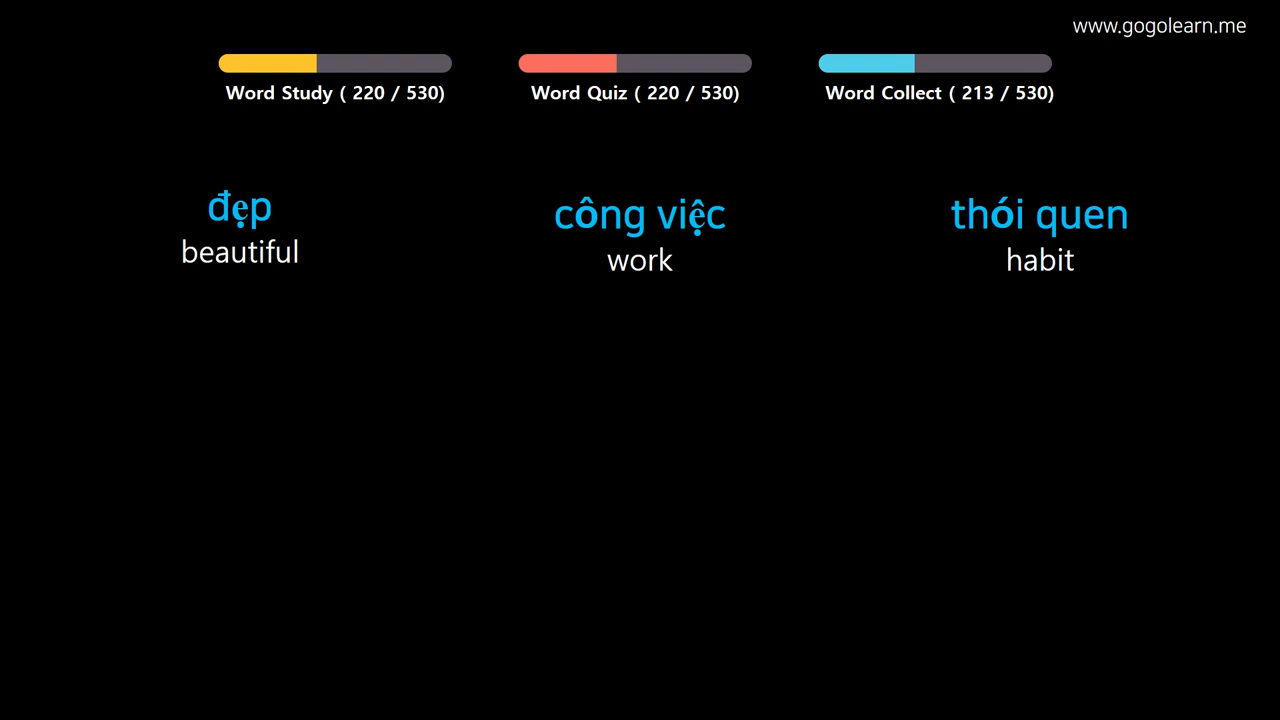 www.gogolearn.me
Word Study ( 220 / 530)
Word Quiz ( 220 / 530)
Word Collect ( 213 / 530)
đẹp
beautiful
công việc
work
thói quen
habit